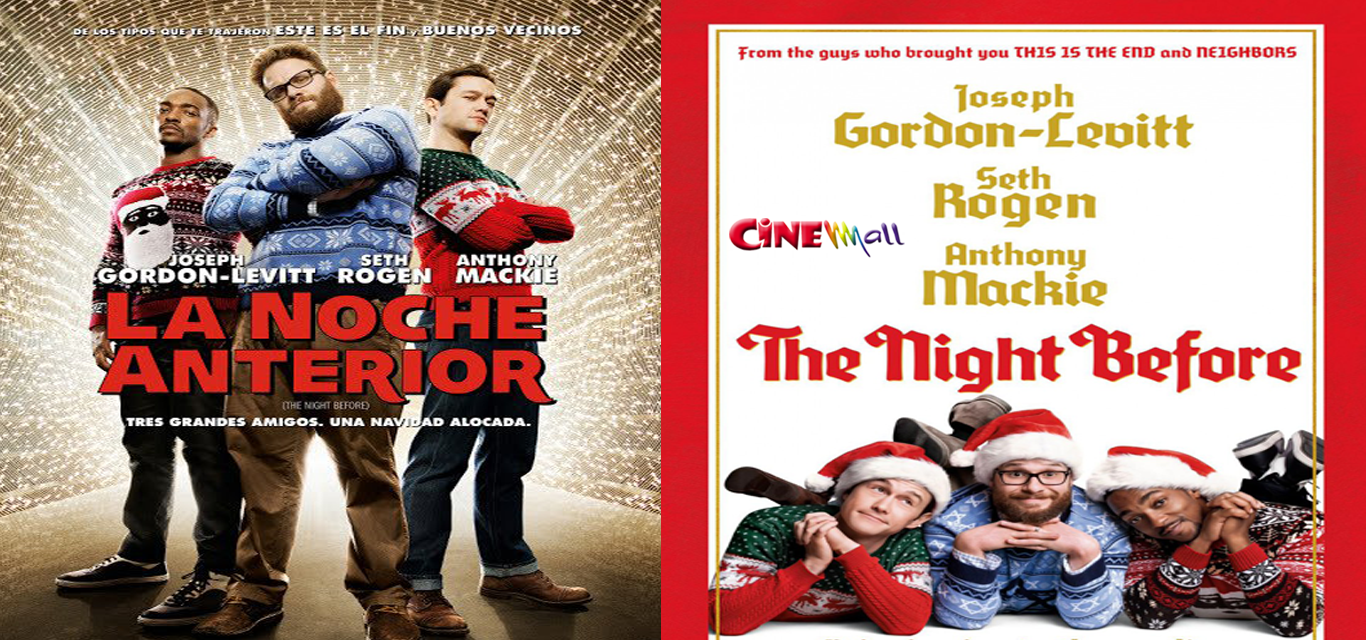 DE LOS TIPOS QUE TE TRAJERON ESTE ES EL FIN Y BUENOS VECINOS
JOSEPH GORDON-LEVITT
SETH ROGEN
ANTHONY MACKIE
LA NOCHE
ANTERIOR
(THE NIGHT BEFORE)
TRES GRANDES AMIGOS. UNA NAVIDAD ALOCADA.
From the guys who brought you THIS IS THE END and NEIGHBORS
Joseph
Gordon-Levitt
Seth
Rogen
CINEMall
Anthony
Mackie
The Night Before